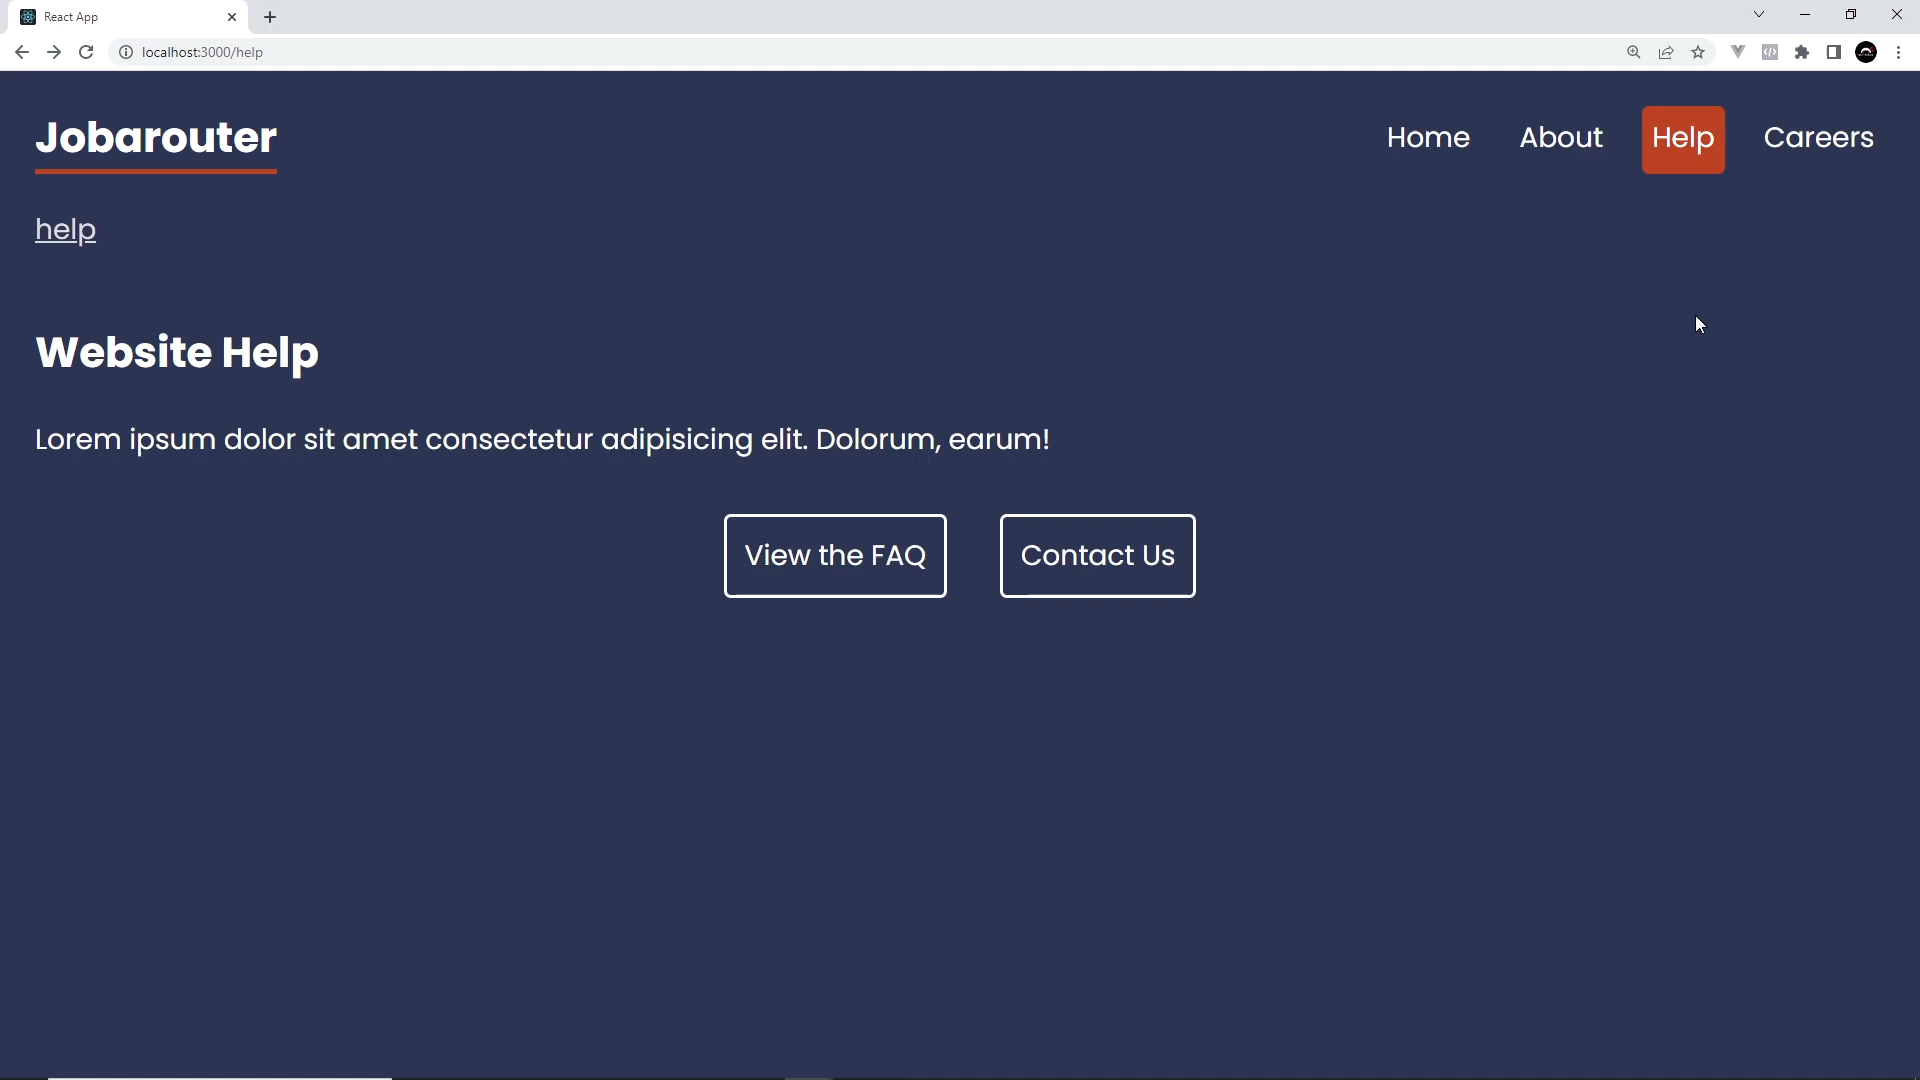 React App
localhost:3000/help
Jobarouter
Home About Help Careers
help
Website Help
Lorem ipsum dolor sit amet consectetur adipisicing elit. Dolorum, earum!
View the FAQ Contact Us